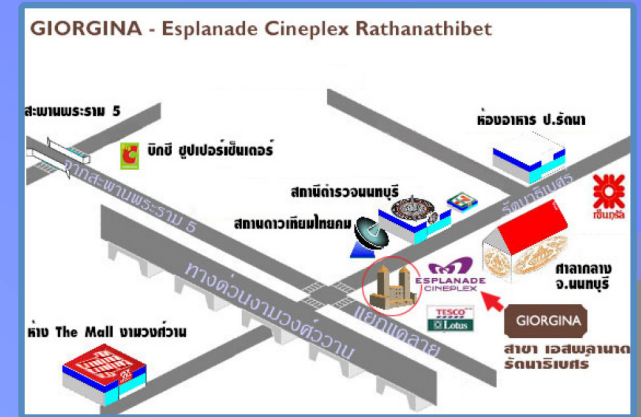 GIORGINA - Esplanade Cineplex Rathanathibet
สะพานพระราม 5
บิกซี ซูปเปอร์เซ็นเตอร์
ห้องอาหาร ป.รัตนา
จากสะพานพระราม 5
สถานีตำรวจนนทบุรี
รัตนาธิเบศร
เซ็นทรัล
สถานดาวเทียมไทยคม
ทางด่วนงามวงศ์วาน
ESPLANADE
CINEPLEX
ศาลากลาง
จ.นนทบุรี
แยกแคลาย
TESCO
Lotus
GIORGINA
ห้าง The Mall งามวงศ์วาน
สาขา เอสพลานาด
รัตนาธิเบศร